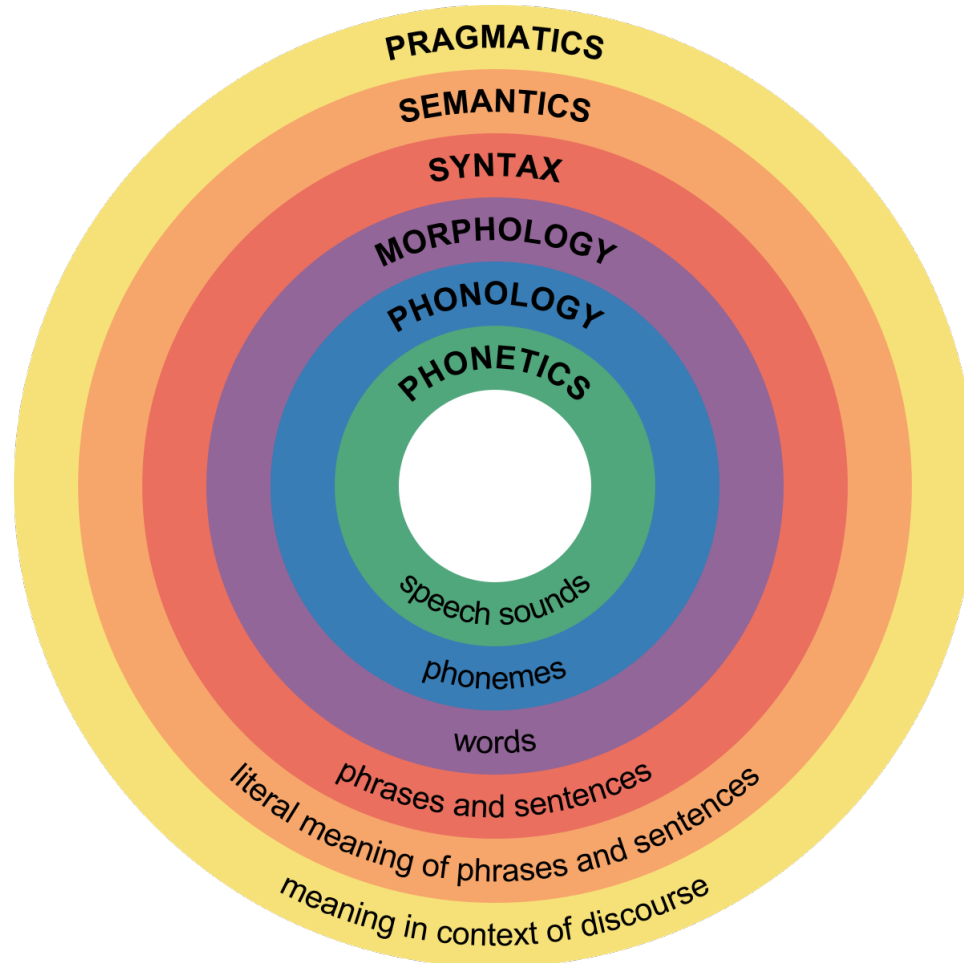 PRAGMATICS
SEMANTICS
SYNTAX
MORPHOLOGY
PHONOLOGY
PHONETICS
speech sounds
phonemes
words
phrases and sentences
literal meaning of phrases and sentences
meaning in context of discourse